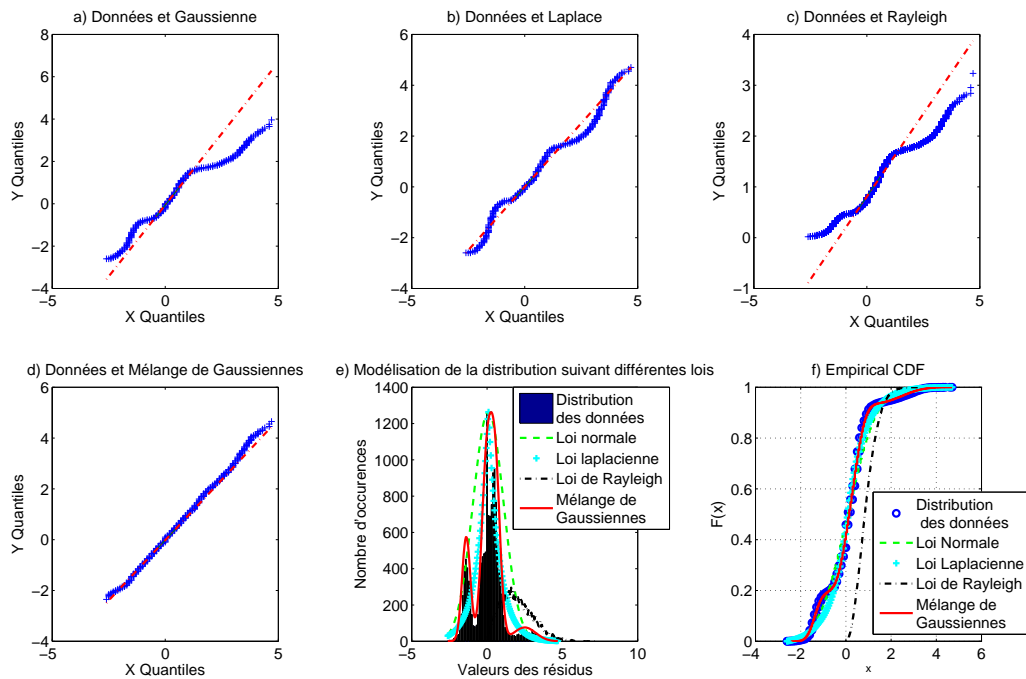 a) Données et Gaussienne
8
6
4
2
0
−2
−4
−5
0
5
Y Quantiles
X Quantiles
b) Données et Laplace
6
4
2
0
−2
−4
−5
0
5
Y Quantiles
X Quantiles
c) Données et Rayleigh
4
3
2
1
0
−1
−5
0
5
Y Quantiles
X Quantiles
d) Données et Mélange de Gaussiennes
6
4
2
0
−2
−4
−5
0
5
Y Quantiles
X Quantiles
e) Modélisation de la distribution suivant différentes lois
1400
1200
1000
800
600
400
200
0
−5
0
5
10
Nombre d'occurences
Valeurs des résidus
Distribution
des données
Loi normale
Loi laplacienne
Loi de Rayleigh
Mélange de
Gaussiennes
f) Empirical CDF
1
0.8
0.6
0.4
0.2
0
−4
−2
0
2
4
6
8
F(x)
x
Distribution
des données
Loi Normale
Loi Laplacienne
Loi de Rayleigh
Mélange de
Gaussiennes